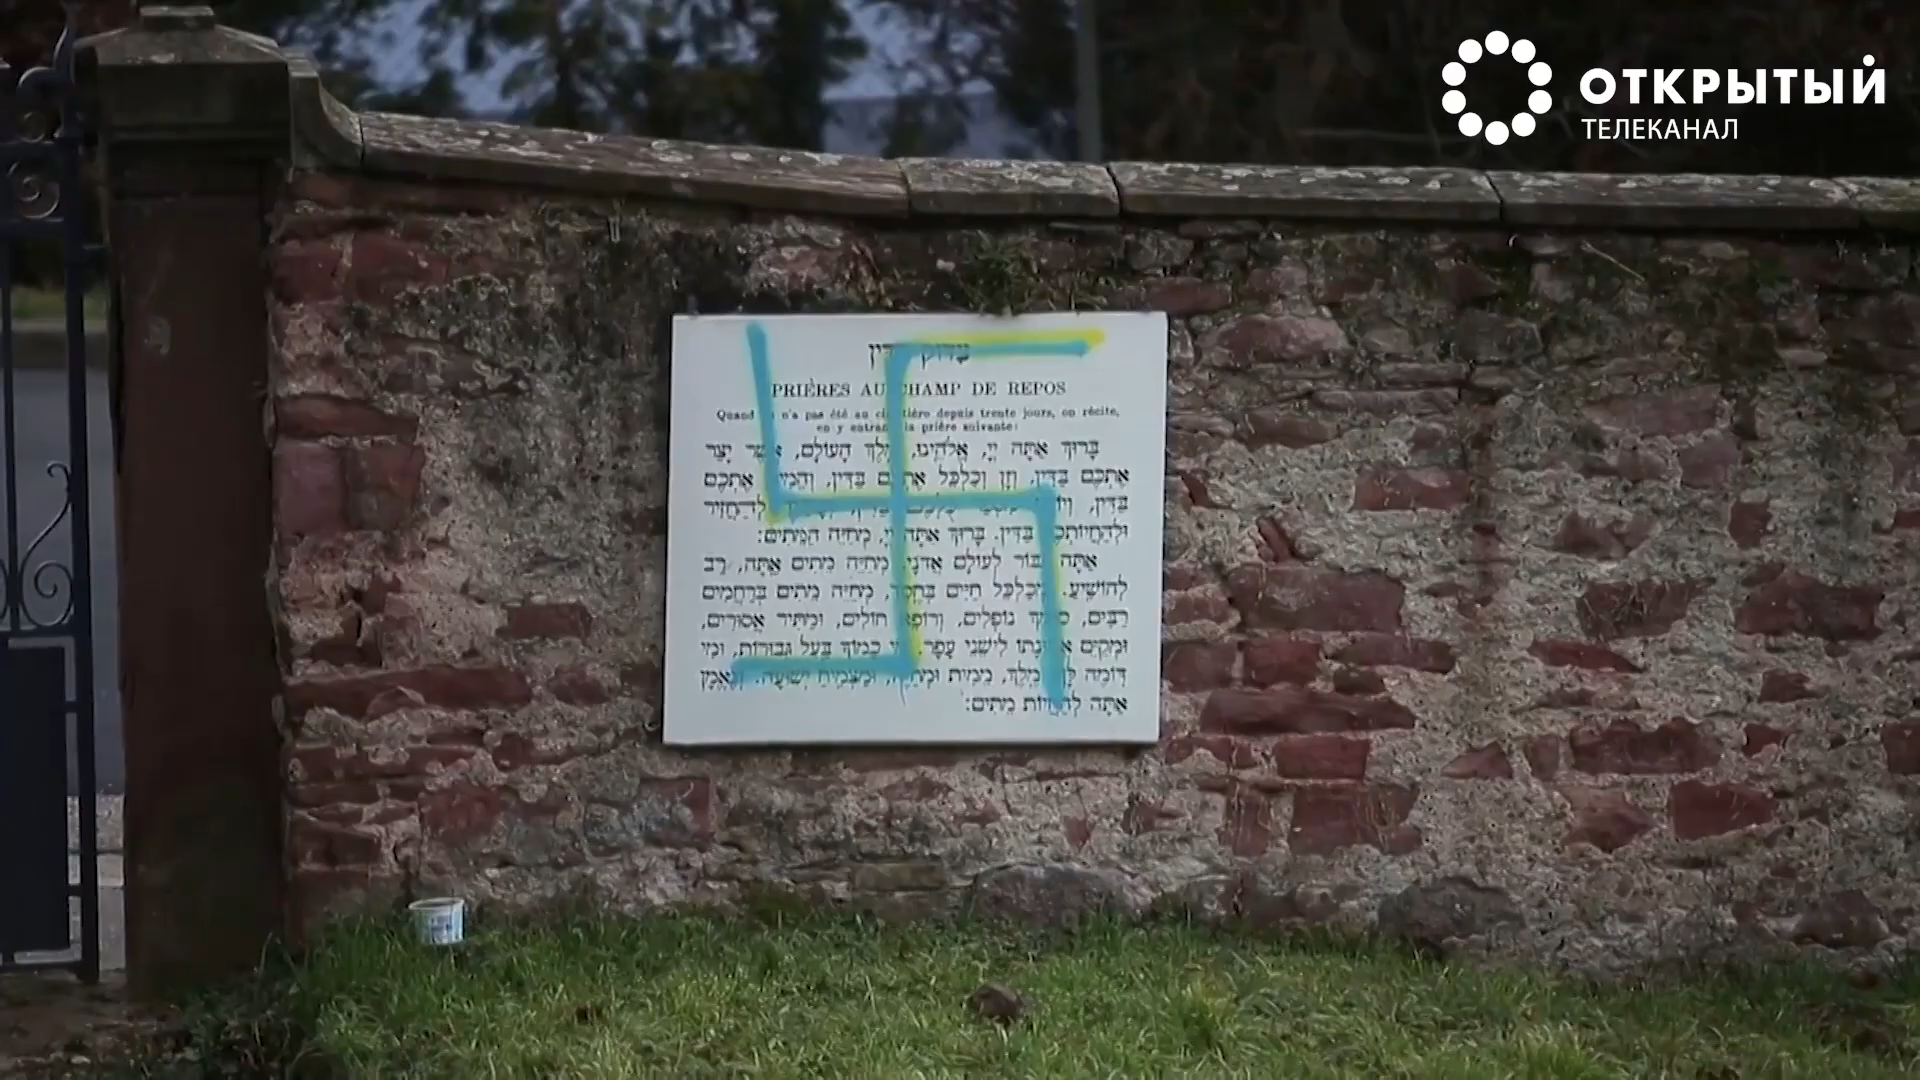 ОТКРЫТЫЙ
ТЕЛЕКАНАЛ
PRIÈRES AU CHAMP DE REPOS
Quand n'a pas été au cimetière depuis trente jours, on récite,
en y entrant la prière suivante:
בָּרוּךְ אַתָּה יְיָ, אֱלֹהֵינוּ, מֶלֶךְ הָעוֹלָם, אֲשֶׁר יָצַר
אֶתְכֶם בַּדִּין, וְזָן וְכִלְכֵּל אֶתְכֶם בַּדִּין, וְהֵמִית אֶתְכֶם
בַּדִּין, לְהַחֲזִיר
וּלְהַחֲיוֹתְכֶם בַּדִּין. בָּרוּךְ אַתָּה יְיָ, מְחַיֵּה הַמֵּתִים:
אַתָּה גִּבּוֹר לְעוֹלָם אֲדֹנָי, מְחַיֵּה מֵתִים אַתָּה, רַב
לְהוֹשִׁיעַ. מְכַלְכֵּל חַיִּים בְּחֶסֶד, מְחַיֵּה מֵתִים בְּרַחֲמִים
רַבִּים, סוֹמֵךְ נוֹפְלִים, וְרוֹפֵא חוֹלִים, וּמַתִּיר אֲסוּרִים,
וּמְקַיֵּם אֱמוּנָתוֹ לִישֵׁנֵי עָפָר. מִי כָמוֹךָ בַּעַל גְּבוּרוֹת, וּמִי
דּוֹמֶה לָּךְ, מֶלֶךְ, מֵמִית וּמְחַיֶּה, וּמַצְמִיחַ יְשׁוּעָה. וְנֶאֱמָן
אַתָּה לְהַחֲיוֹת מֵתִים: